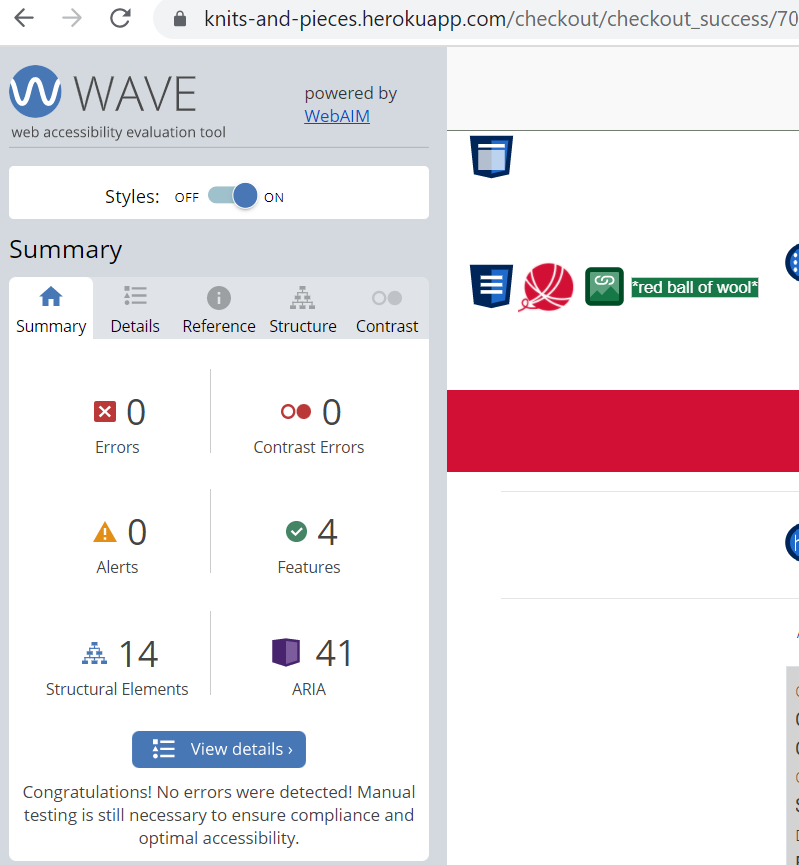 knits-and-pieces.herokuapp.com/checkout/checkout_success/70
WAVE
web accessibility evaluation tool
powered by
WebAIM
Styles: OFF ON
Summary
Summary Details Reference Structure Contrast
0 0
Errors Contrast Errors
0 4
Alerts Features
14 41
Structural Elements ARIA
View details ›
Congratulations! No errors were detected! Manual
testing is still necessary to ensure compliance and
optimal accessibility.
*red ball of wool*